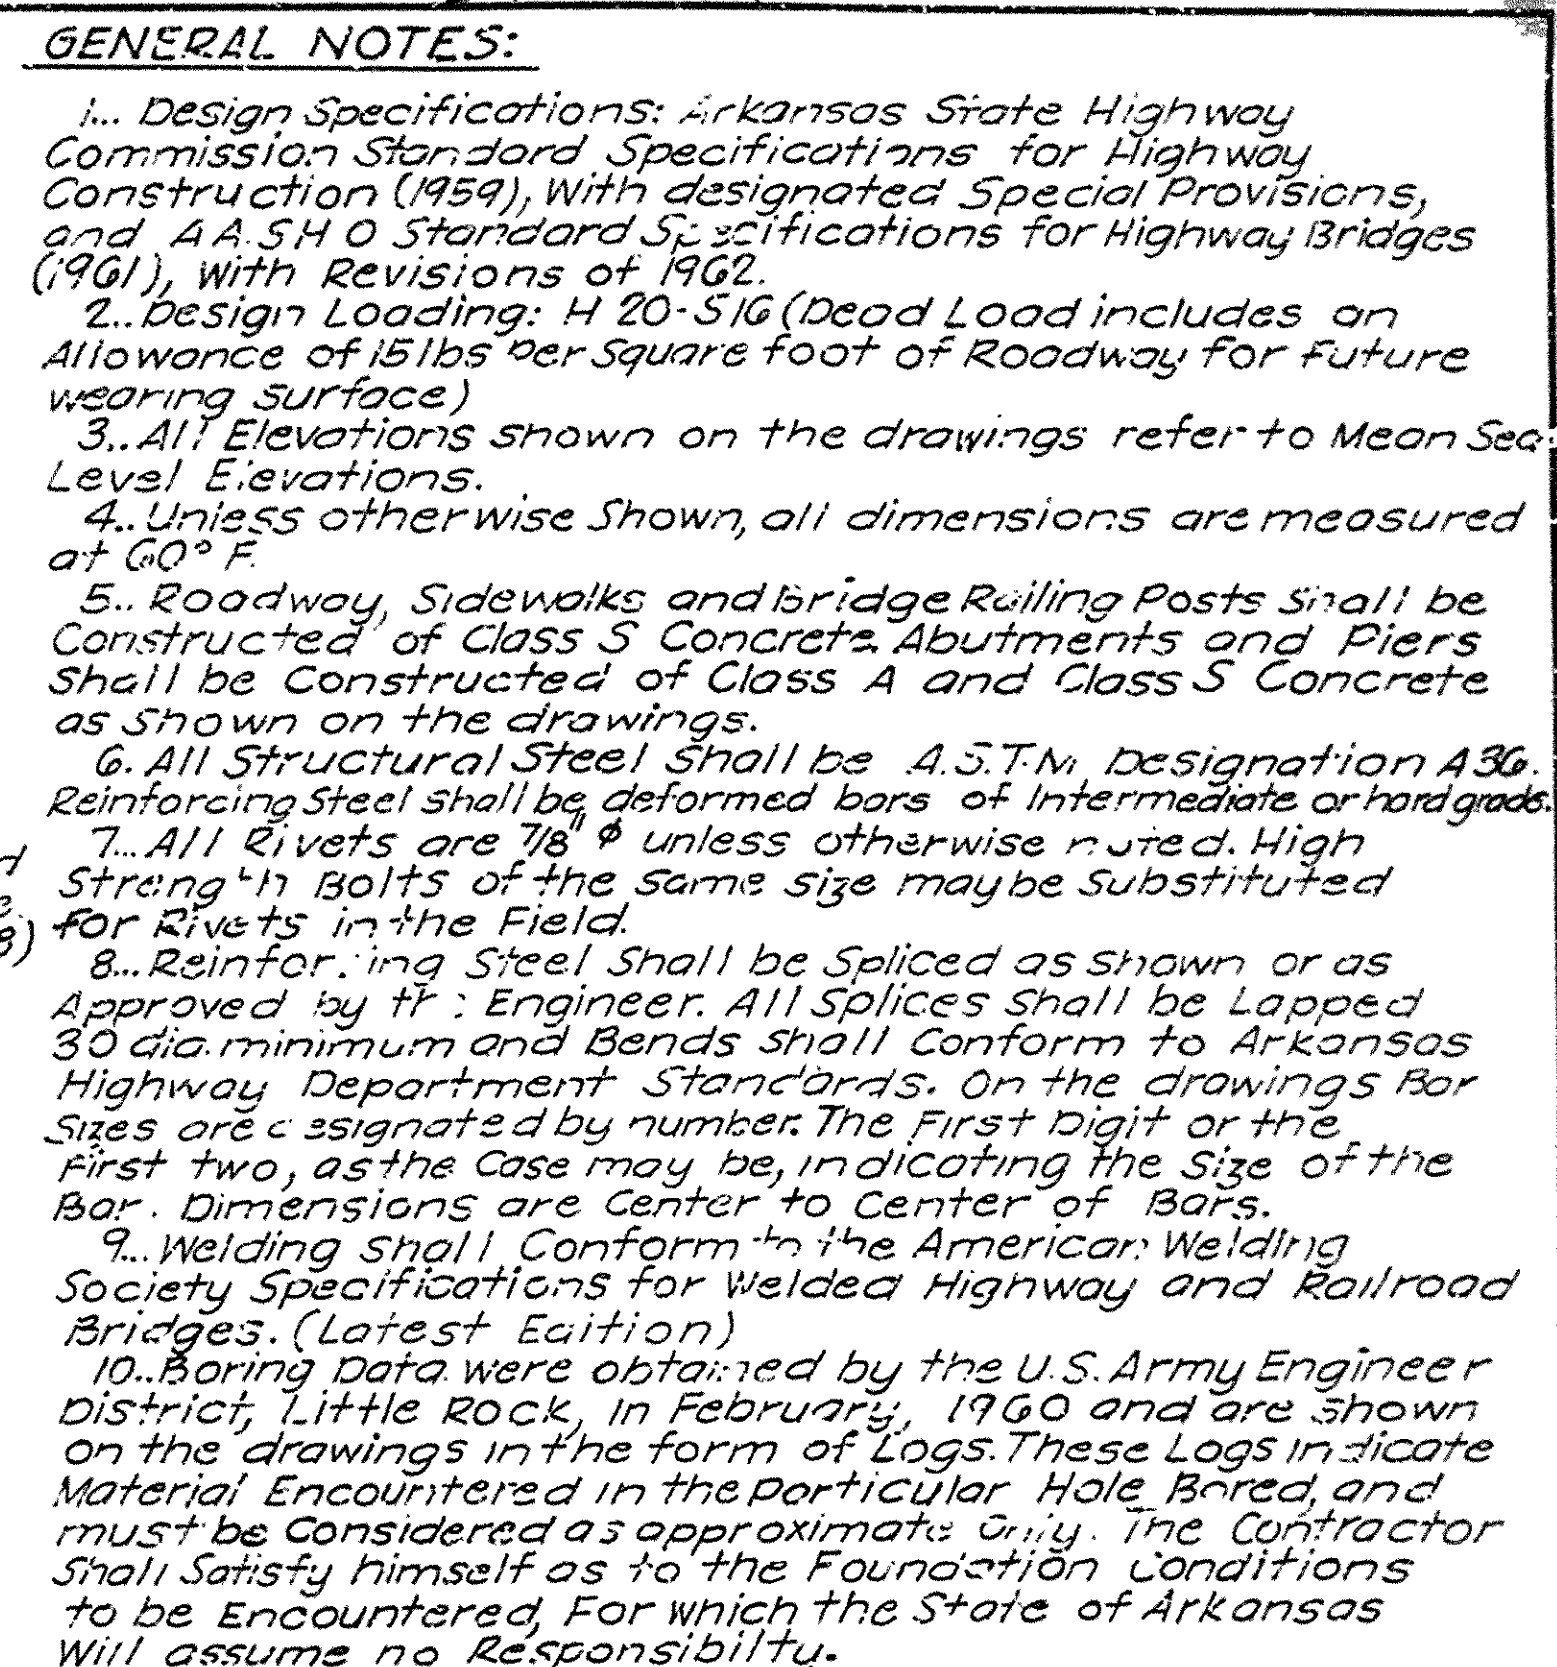 GENERAL NOTES:
1... Design Specifications: Arkansas State Highway
Commission Standard Specifications for Highway
Construction (1959), With designated Special Provisions,
and A A.S.H O Standard Specifications for Highway Bridges
(1961), With Revisions of 1962.
2.. Design Loading: H 20-S16 (Dead Load includes an
Allowance of 15 lbs Per Square foot of Roadway for Future
wearing surface)
3.. All Elevations shown on the drawings refer to Mean Sea
Level Elevations.
4.. Unless otherwise Shown, all dimensions are measured
at 60° F.
5.. Roadway, Sidewalks and Bridge Railing Posts Shall be
Constructed of Class S Concrete. Abutments and Piers
Shall be Constructed of Class A and Class S Concrete
as Shown on the drawings.
6. All Structural Steel Shall be A.S.T.M. Designation A36.
Reinforcing Steel shall be deformed bars of Intermediate or hard grade.
7... All Rivets are 7/8" ϕ unless otherwise noted. High
Strength Bolts of the same size may be Substituted
for Rivets in the Field.
8... Reinforcing Steel Shall be Spliced as shown or as
Approved by the Engineer. All Splices Shall be Lapped
30 dia. minimum and Bends shall Conform to Arkansas
Highway Department Standards. On the drawings Bar
Sizes are designated by number. The First Digit or the
First two, as the Case may be, indicating the Size of the
Bar. Dimensions are Center to Center of Bars.
9... Welding shall Conform to the American Welding
Society Specifications for Welded Highway and Railroad
Bridges. (Latest Edition)
10.. Boring Data were obtained by the U.S. Army Engineer
District, Little Rock, in February, 1960 and are shown
on the drawings in the form of Logs. These Logs indicate
Material Encountered in the particular Hole Bored, and
must be Considered as approximate Only. The Contractor
Shall Satisfy himself as to the Foundation Conditions
to be Encountered, For which the State of Arkansas
Will assume no Responsibilty.